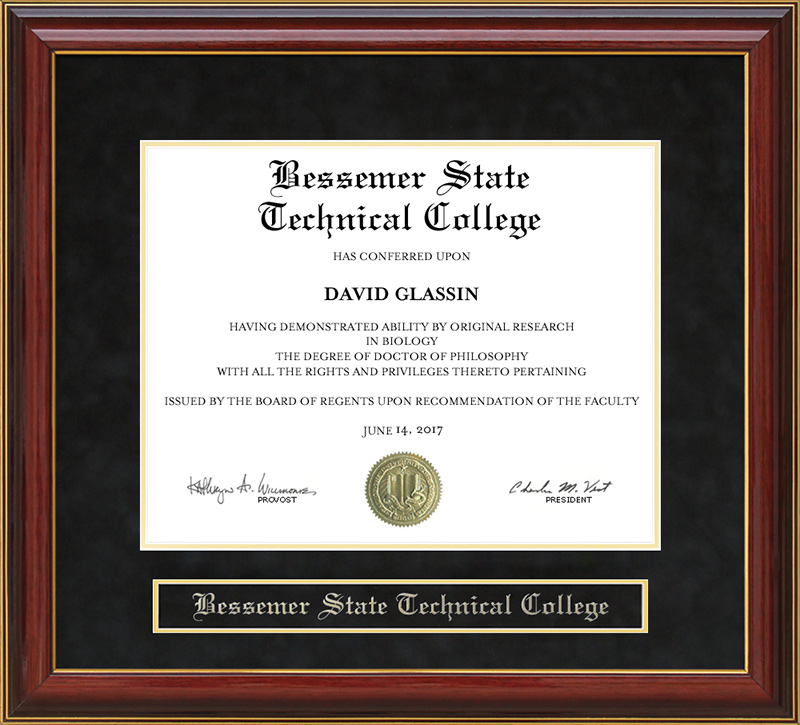 Bessemer State
Technical College
HAS CONFERRED UPON
DAVID GLASSIN
HAVING DEMONSTRATED ABILITY BY ORIGINAL RESEARCH
IN BIOLOGY
THE DEGREE OF DOCTOR OF PHILOSOPHY
WITH ALL THE RIGHTS AND PRIVILEGES THERETO PERTAINING
ISSUED BY THE BOARD OF REGENTS UPON RECOMMENDATION OF THE FACULTY
JUNE 14, 2017
Charles M. Vest
PROVOST
PRESIDENT
Bessemer State Technical College